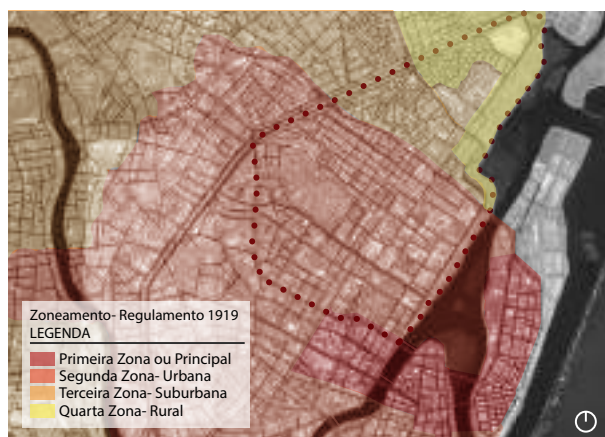 Zoneamento- Regulamento 1919
LEGENDA
Primeira Zona ou Principal
Segunda Zona- Urbana
Terceira Zona- Suburbana
Quarta Zona- Rural